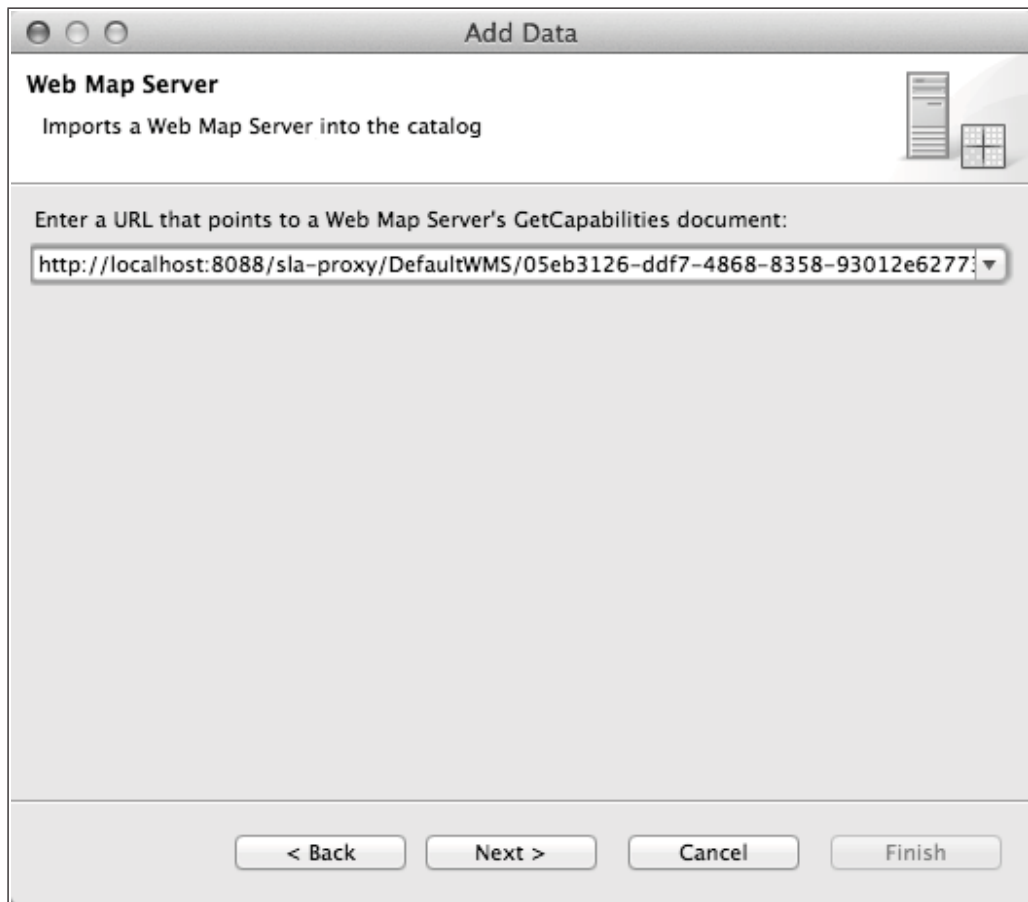 Add Data
Web Map Server
Imports a Web Map Server into the catalog
Enter a URL that points to a Web Map Server's GetCapabilities document:
http://localhost:8088/sla-proxy/DefaultWMS/05eb3126-ddf7-4868-8358-93012e62773
< Back
Next >
Cancel
Finish